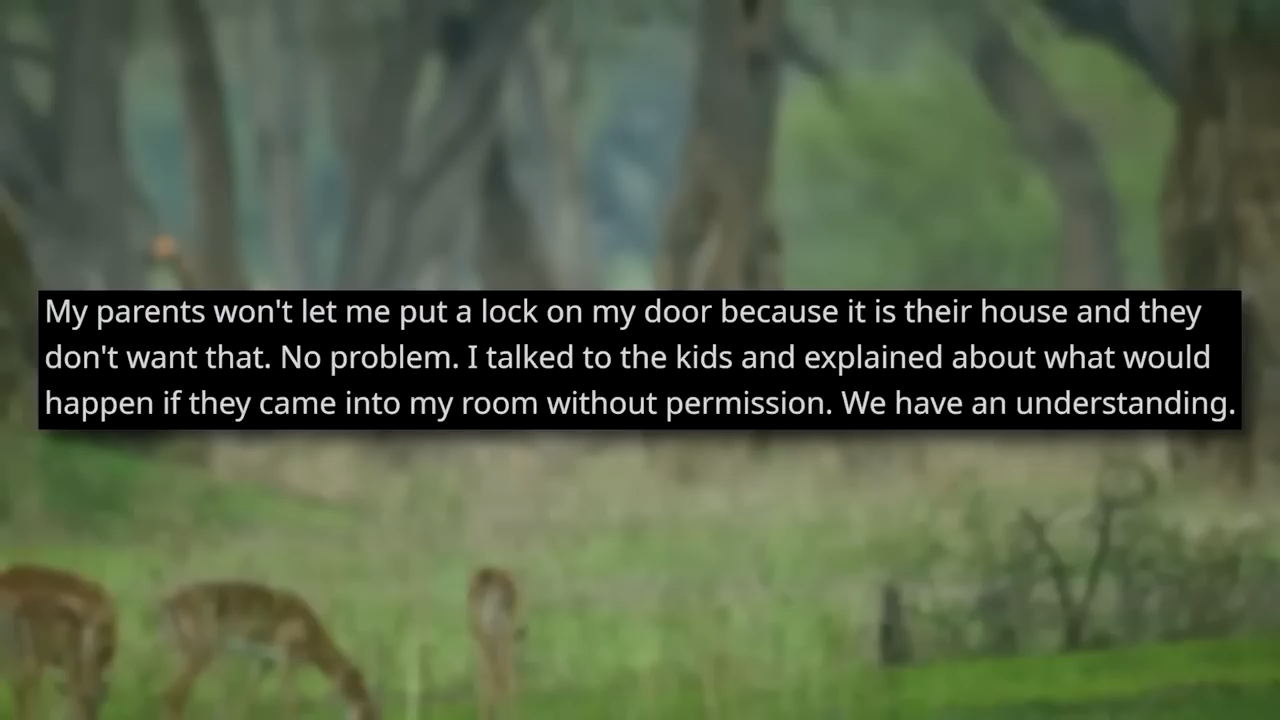 My parents won't let me put a lock on my door because it is their house and they
don't want that. No problem. I talked to the kids and explained about what would
happen if they came into my room without permission. We have an understanding.